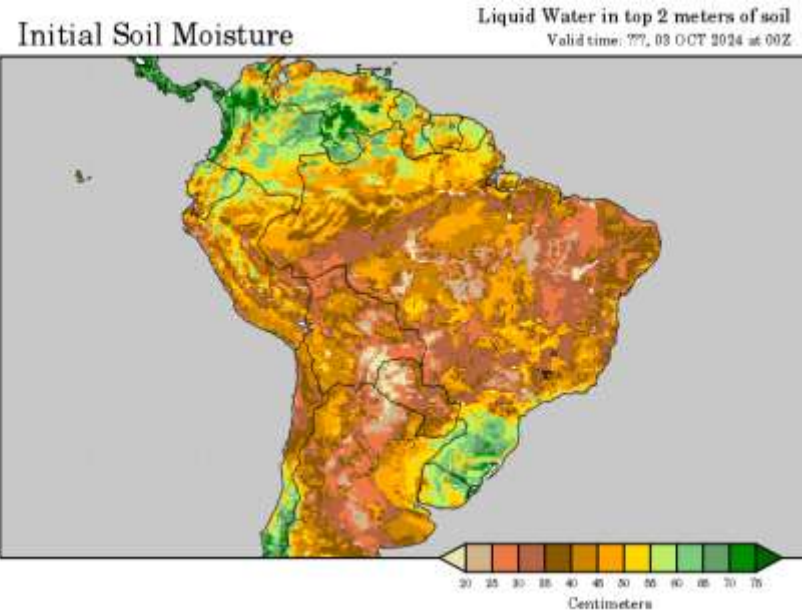 Initial Soil Moisture
Liquid Water in top 2 meters of soil
Valid time: ???, 03 OCT 2024 at 00Z
20 25 30 35 40 45 50 55 60 65 70 75
Centimeters